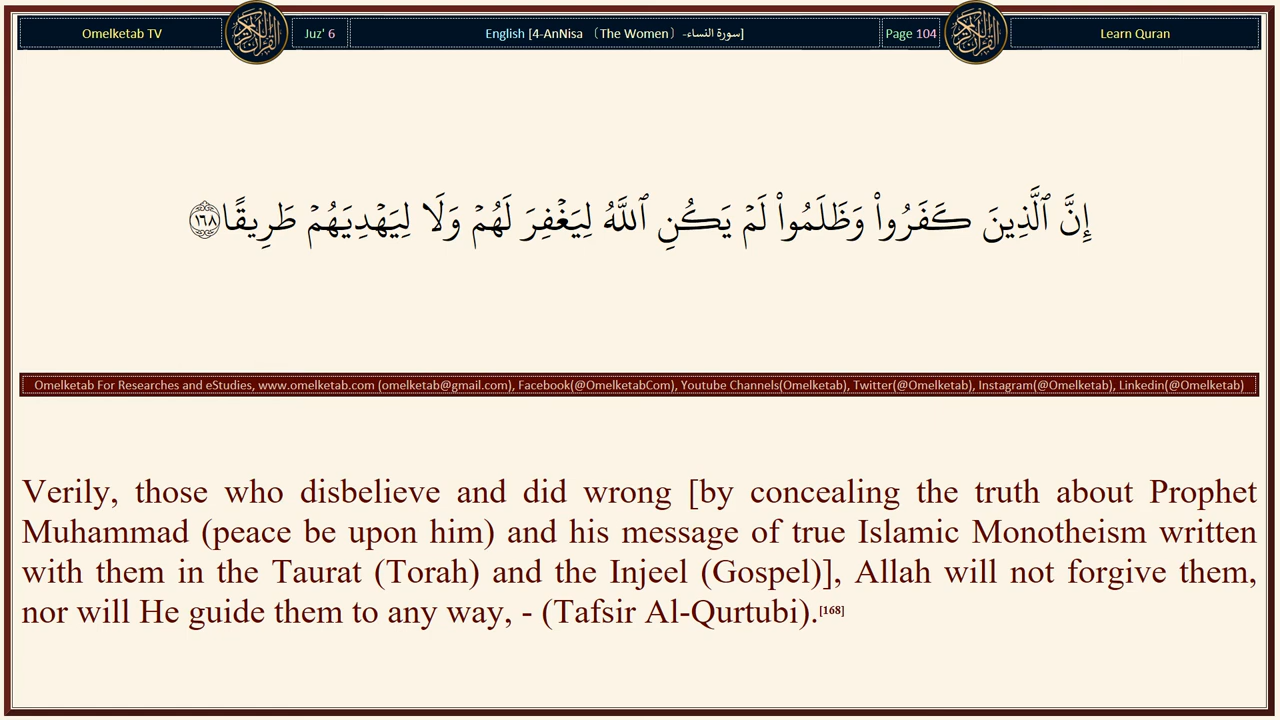 Omelketab TV
Juz' 6
English [4-AnNisa 〔The Women〕-سورة النساء]
Page 104
Learn Quran
إِنَّ ٱلَّذِينَ كَفَرُوا۟ وَظَلَمُوا۟ لَمْ يَكُنِ ٱللَّهُ لِيَغْفِرَ لَهُمْ وَلَا لِيَهْدِيَهُمْ طَرِيقًا ١٦٨
Omelketab For Researches and eStudies, www.omelketab.com (omelketab@gmail.com), Facebook(@OmelketabCom), Youtube Channels(Omelketab), Twitter(@Omelketab), Instagram(@Omelketab), Linkedin(@Omelketab)
Verily, those who disbelieve and did wrong [by concealing the truth about Prophet
Muhammad (peace be upon him) and his message of true Islamic Monotheism written
with them in the Taurat (Torah) and the Injeel (Gospel)], Allah will not forgive them,
nor will He guide them to any way, - (Tafsir Al-Qurtubi).[168]